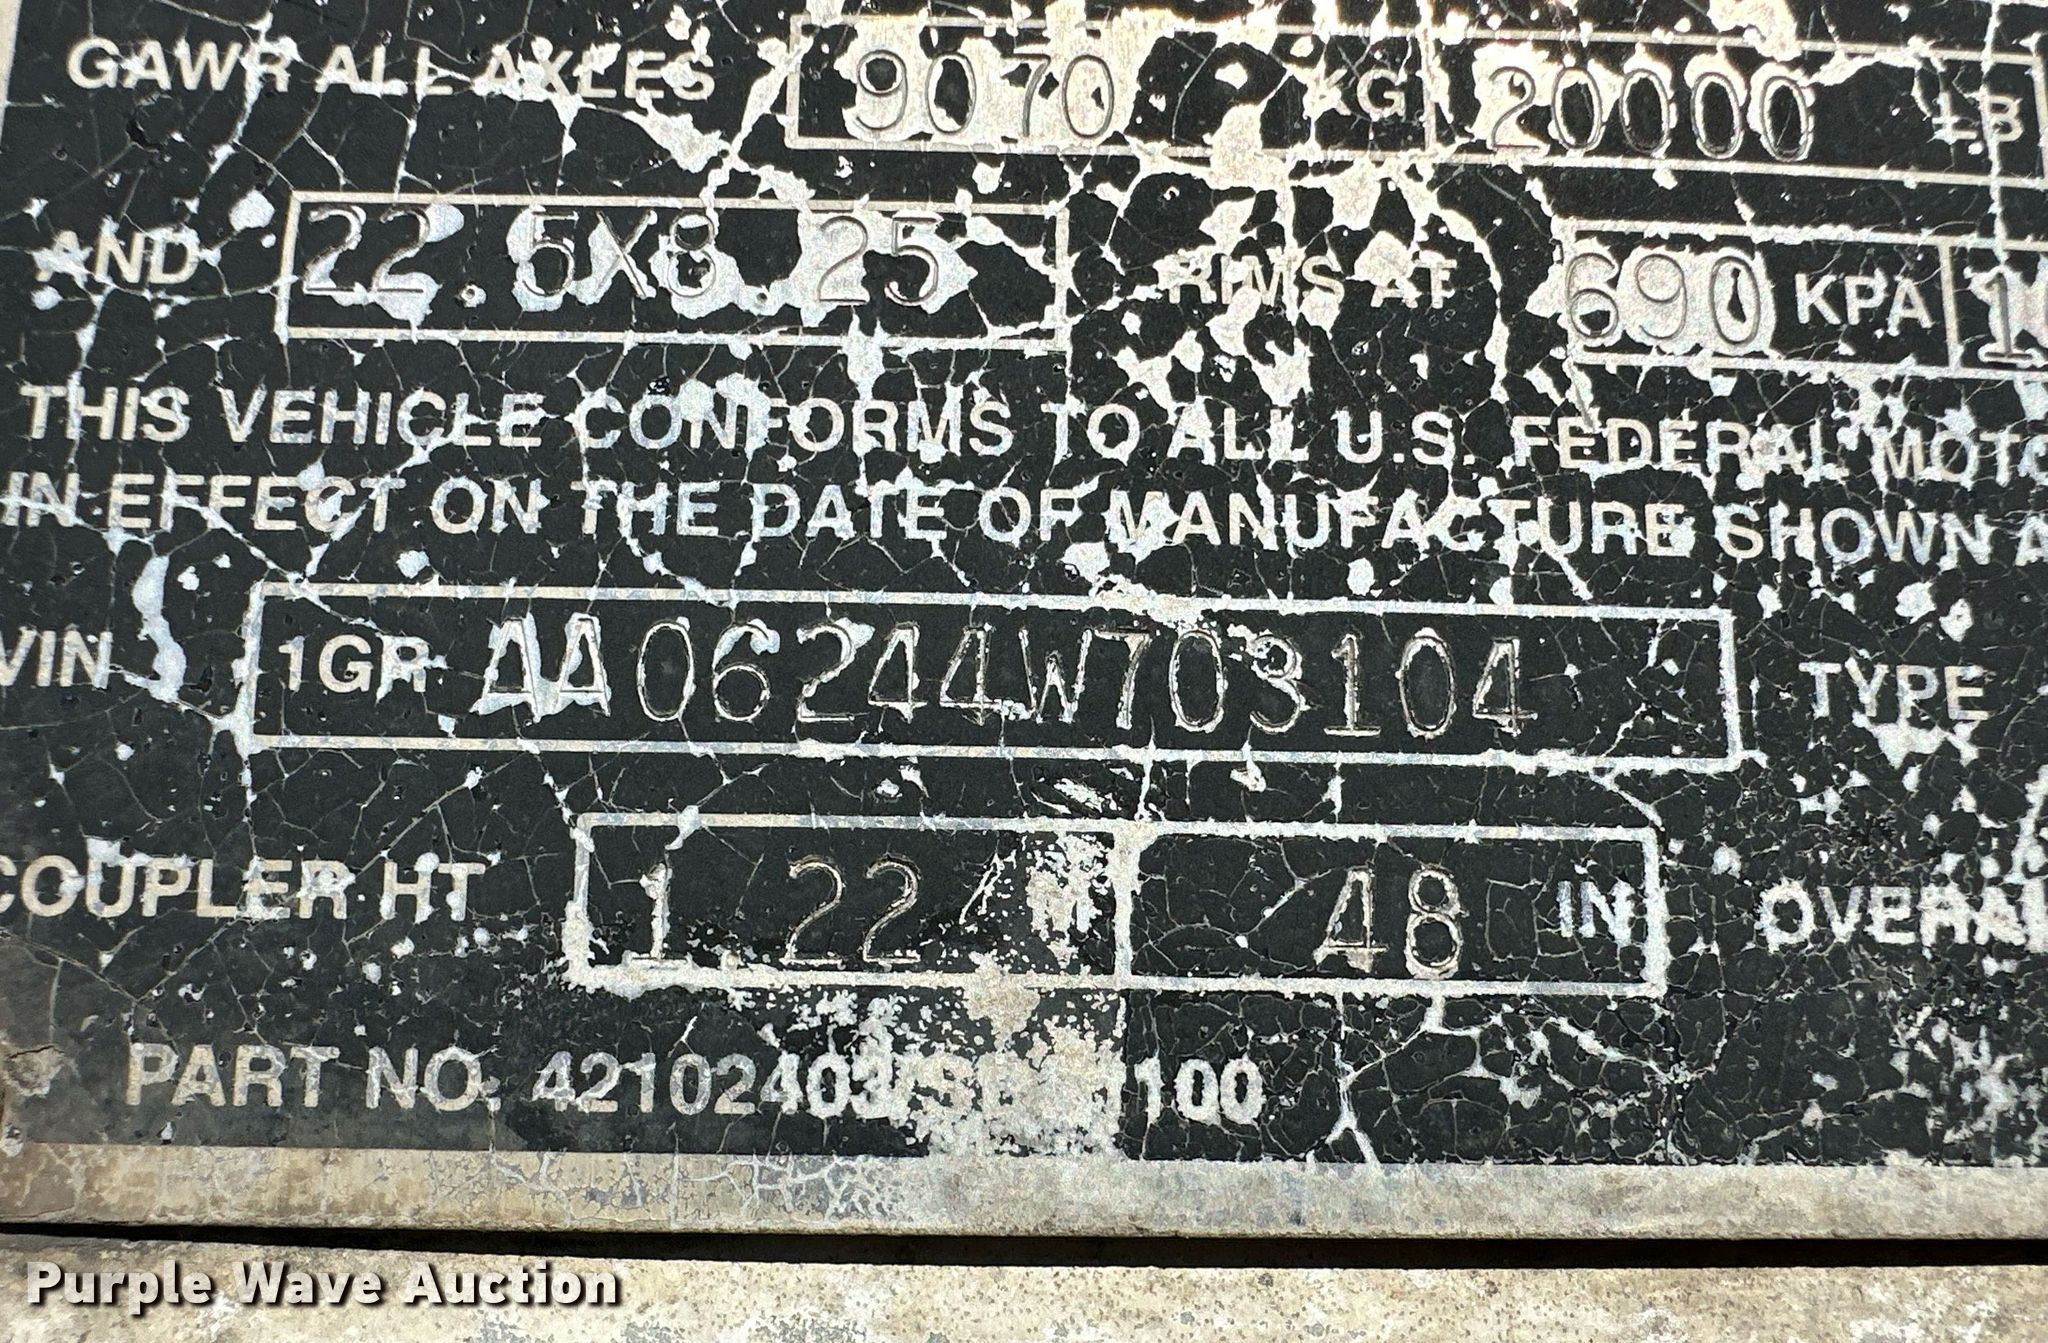 GAWR ALL AXLES 9070 KG 20000 LB
AND 22.5X8.25 RIMS AT 690 KPA
THIS VEHICLE CONFORMS TO ALL U.S. FEDERAL
IN EFFECT ON THE DATE OF MANUFACTURE SHOWN
VIN 1GR AA06244W703104 TYPE
COUPLER HT 1.22 M 48 IN
PART NO. 42102403
Purple Wave Auction